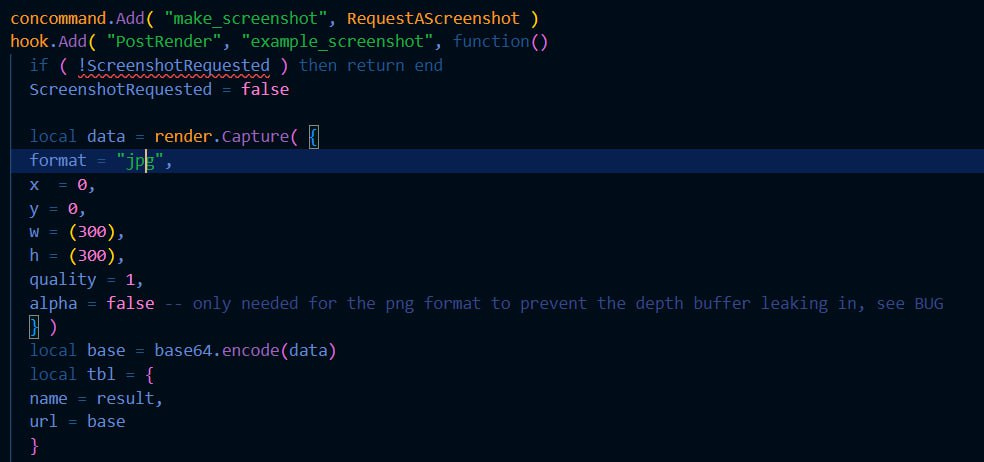 concommand.Add( "make_screenshot", RequestAScreenshot )
hook.Add( "PostRender", "example_screenshot", function()
if ( !ScreenshotRequested ) then return end
ScreenshotRequested = false
local data = render.Capture( {
format = "jpg",
x  = 0,
y = 0,
w = (300),
h = (300),
quality = 1,
alpha = false -- only needed for the png format to prevent the depth buffer leaking in, see BUG
} )
local base = base64.encode(data)
local tbl = {
name = result,
url = base
}